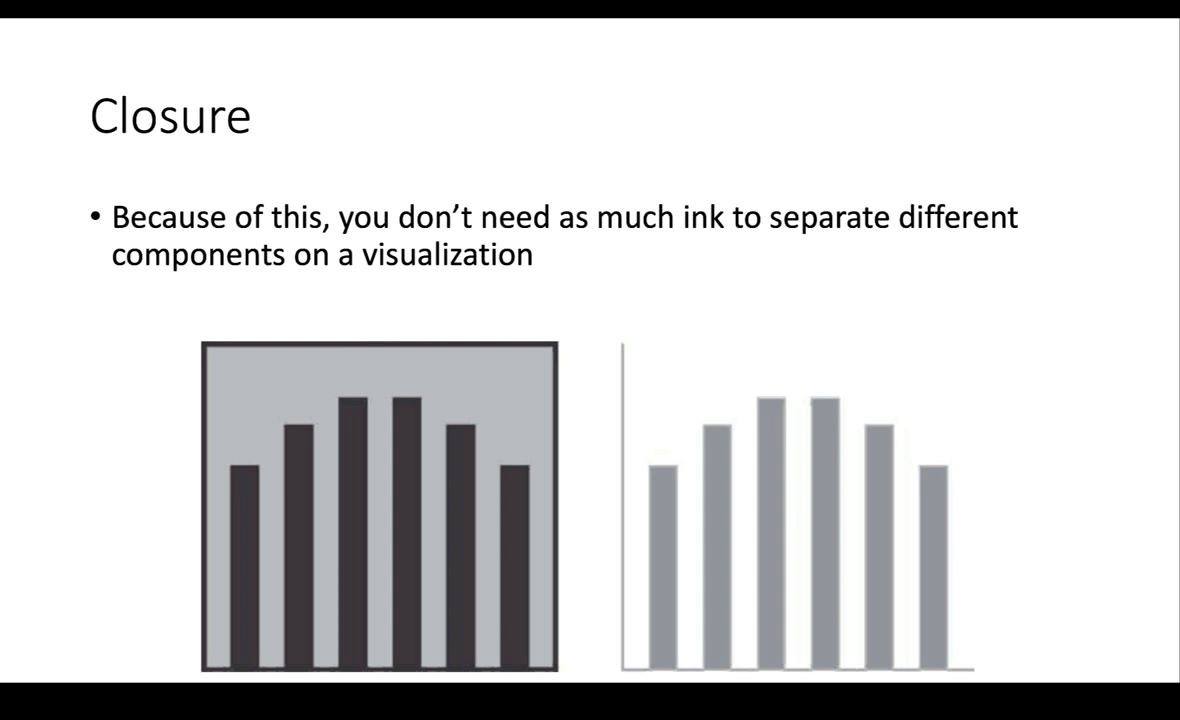 Closure
• Because of this, you don’t need as much ink to separate different
components on a visualization